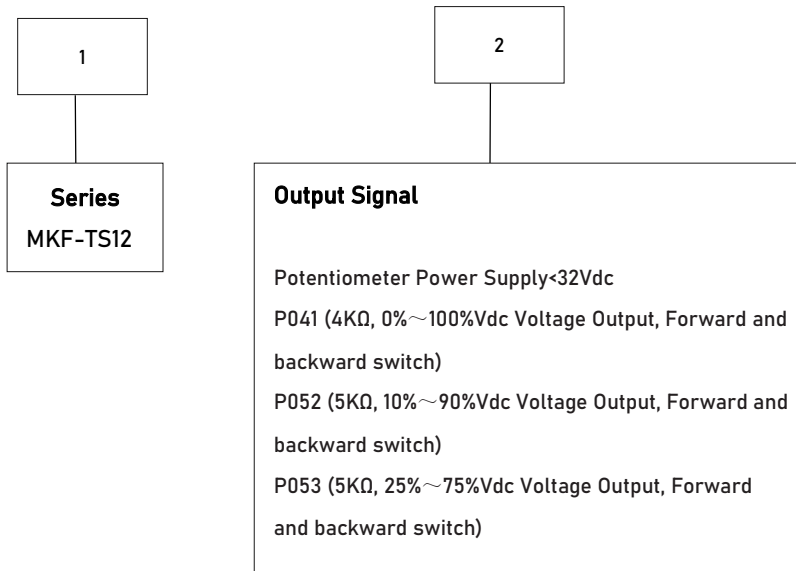 1
2
Series
MKF-TS12
Output Signal
Potentiometer Power Supply<32Vdc
P041 (4KΩ, 0%～100%Vdc Voltage Output, Forward and
backward switch)
P052 (5KΩ, 10%～90%Vdc Voltage Output, Forward and
backward switch)
P053 (5KΩ, 25%～75%Vdc Voltage Output, Forward
and backward switch)